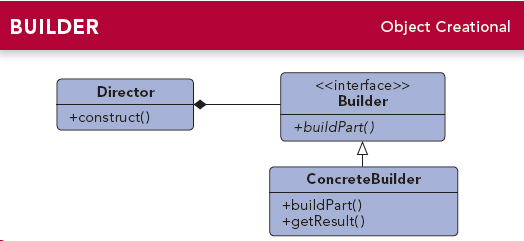 BUILDER
Object Creational
Director
+construct()
<<interface>>
Builder
+buildPart()
ConcreteBuilder
+buildPart()
+getResult()